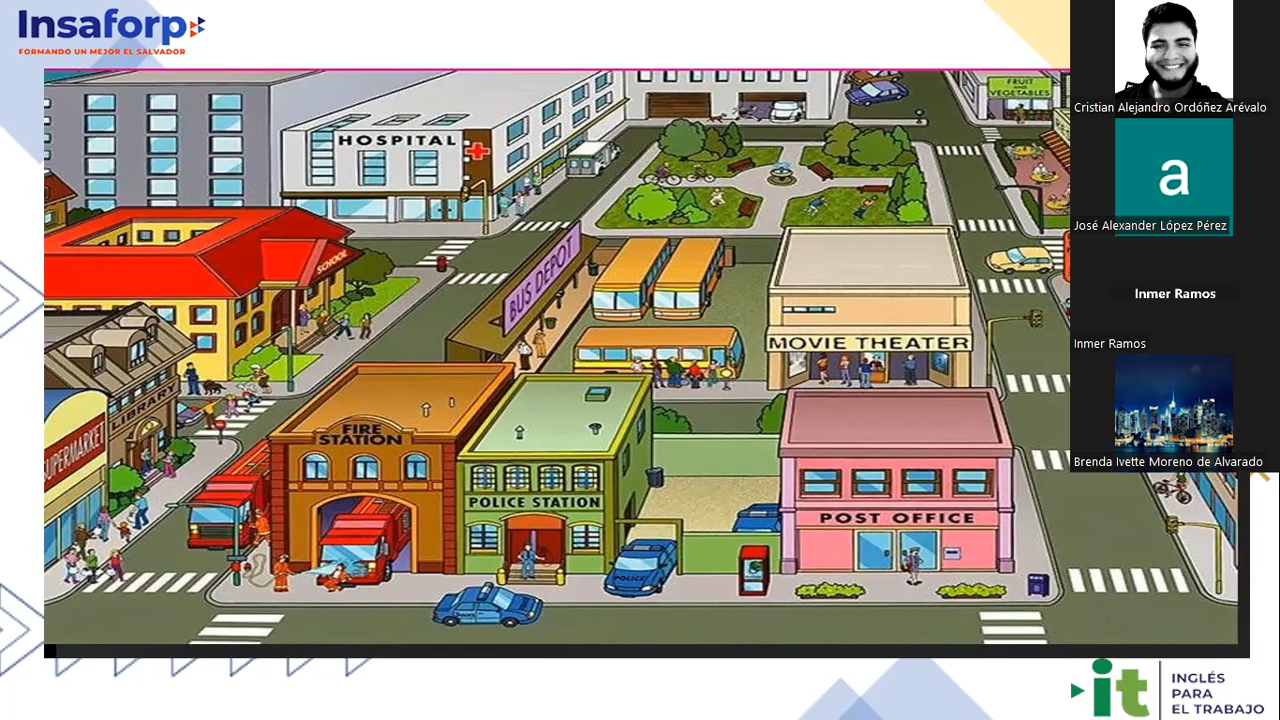 Insaforp
FORMANDO UN MEJOR EL SALVADOR
Cristian Alejandro Ordóñez Arévalo
a
José Alexander López Pérez
Inmer Ramos
Inmer Ramos
Brenda Ivette Moreno de Alvarado
FRUIT
AND
VEGETABLES
HOSPITAL
SCHOOL
BUS DEPOT
MOVIE THEATER
LIBRARY
SUPERMARKET
FIRE
STATION
POLICE STATION
POLICE
POST OFFICE
it
INGLÉS
PARA
EL TRABAJO